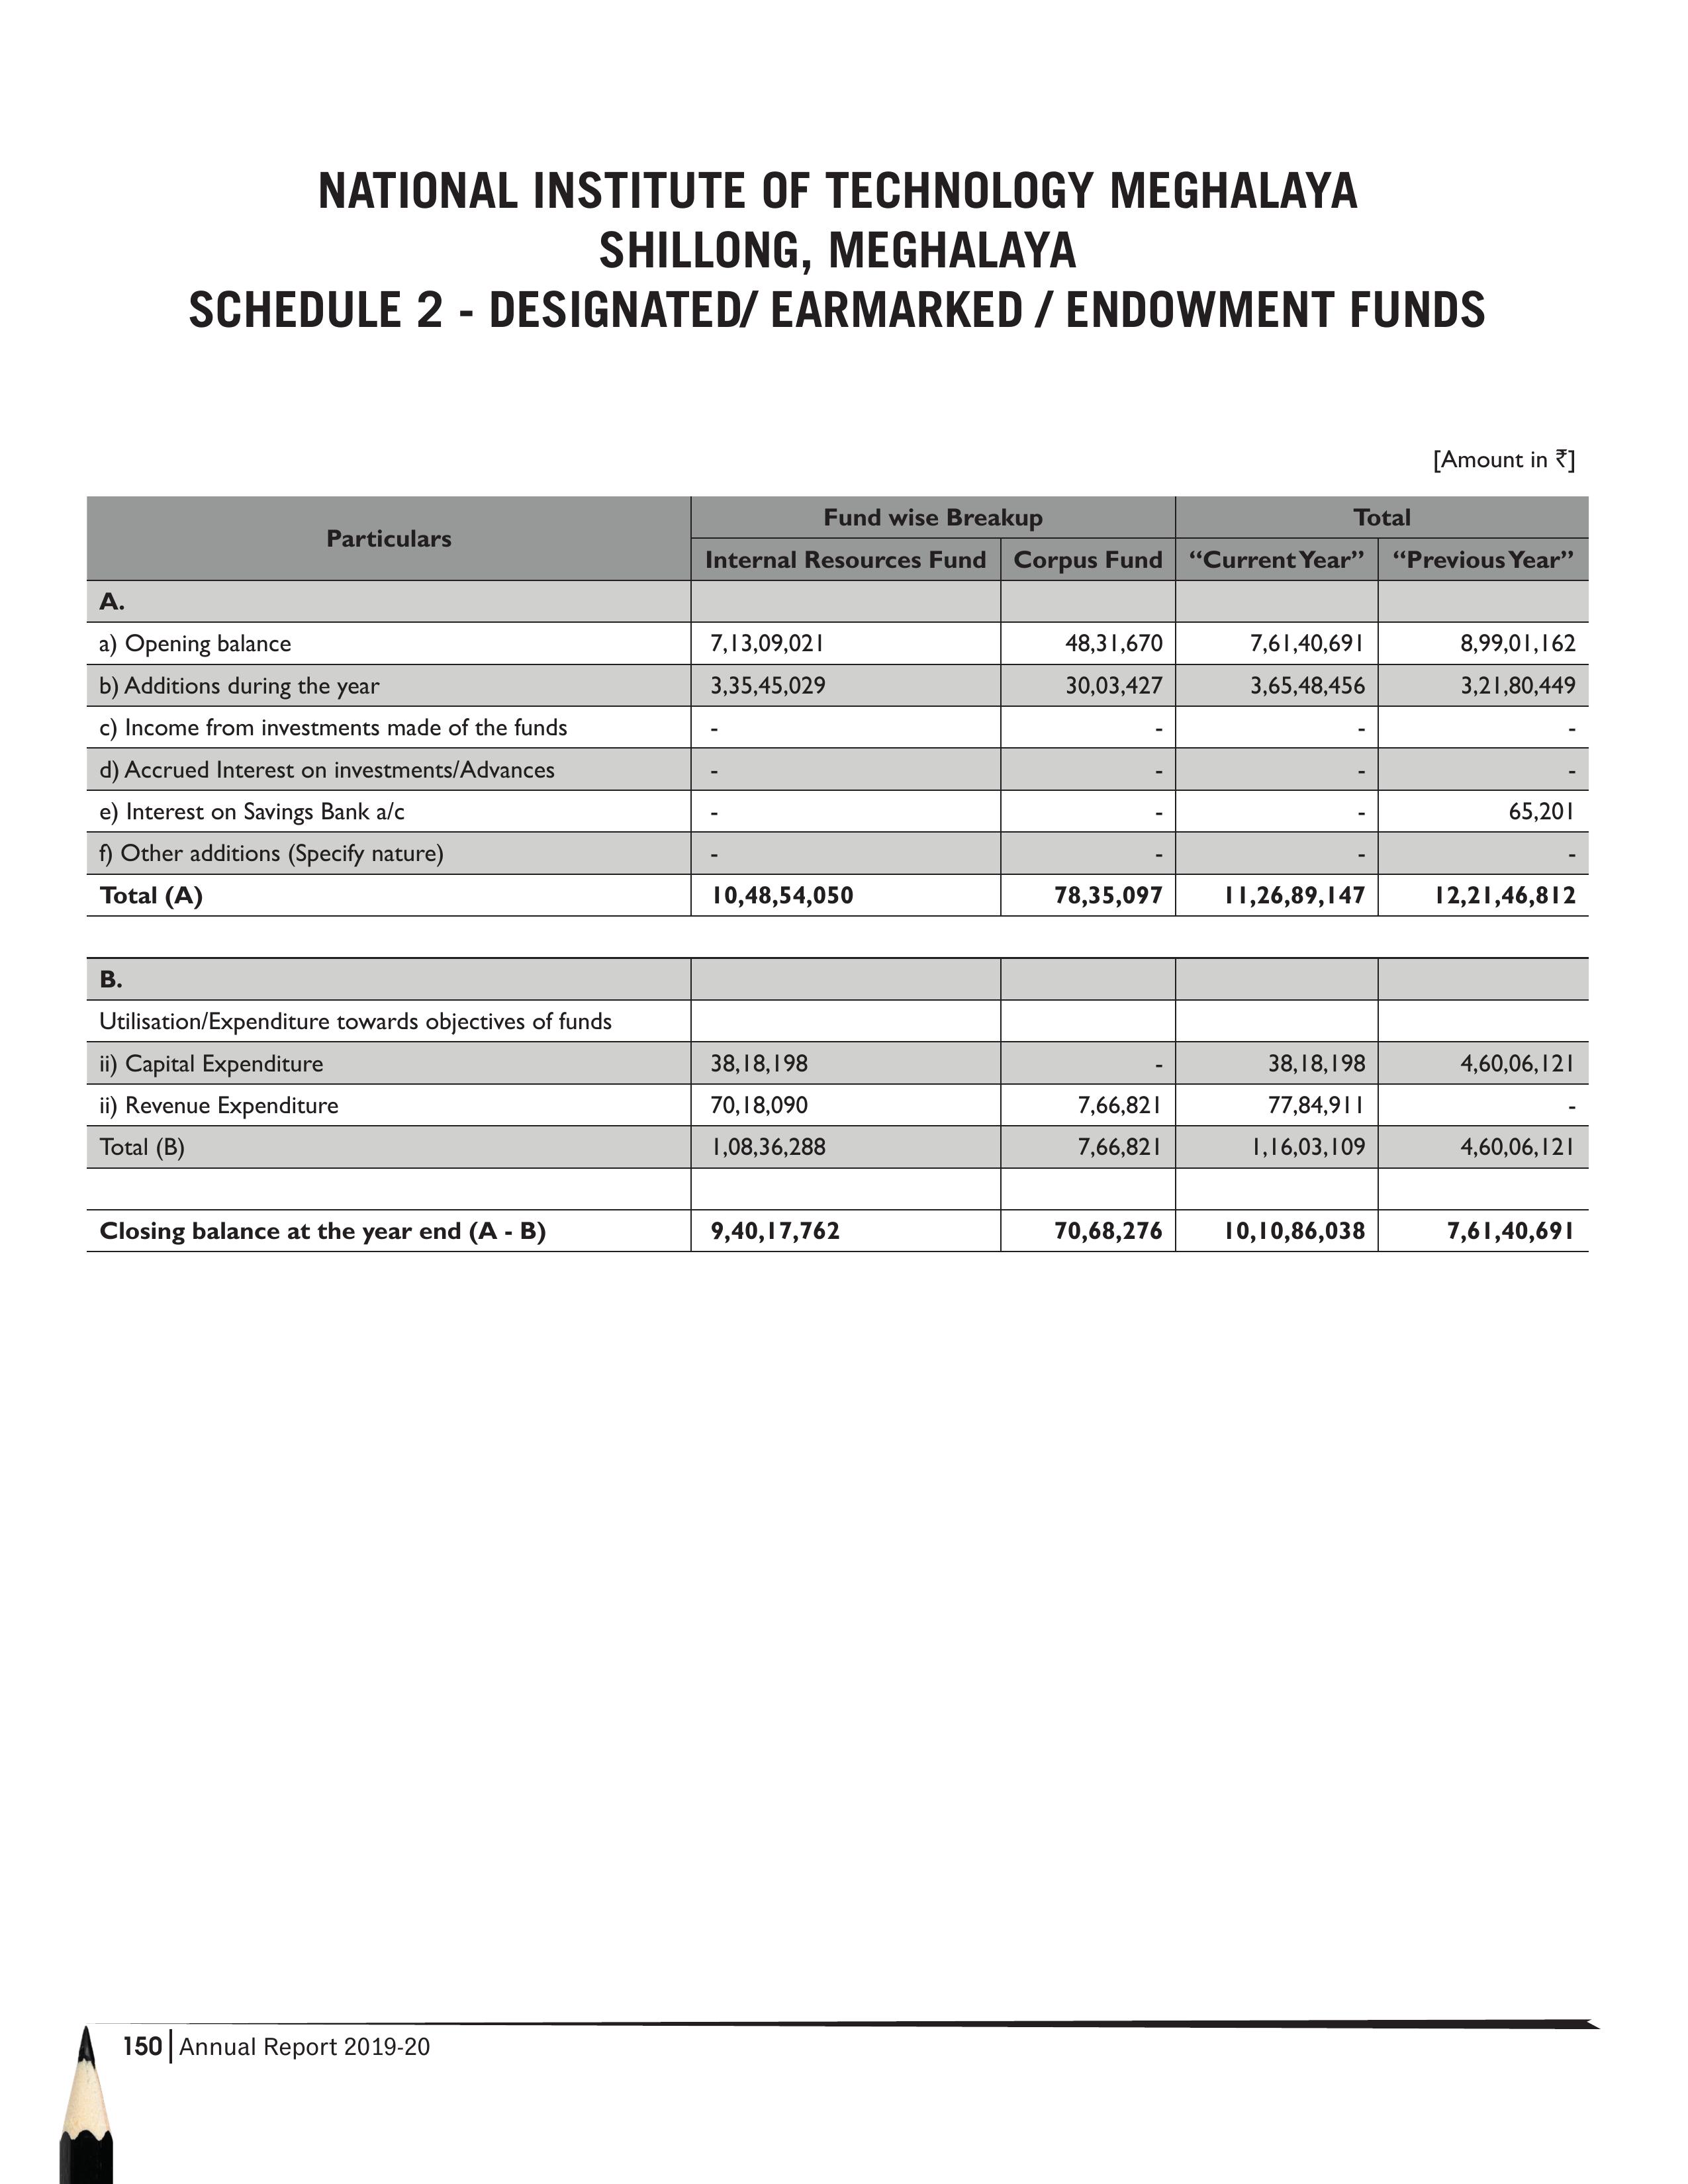 NATIONAL INSTITUTE OF TECHNOLOGY MEGHALAYA
SHILLONG, MEGHALAYA
SCHEDULE 2 - DESIGNATED/ EARMARKED / ENDOWMENT FUNDS
[Amount in ₹]
Particulars Fund wise Breakup Total
Internal Resources Fund Corpus Fund “Current Year” “Previous Year”
A.
a) Opening balance 7,13,09,021 48,31,670 7,61,40,691 8,99,01,162
b) Additions during the year 3,35,45,029 30,03,427 3,65,48,456 3,21,80,449
c) Income from investments made of the funds - - - -
d) Accrued Interest on investments/Advances - - - -
e) Interest on Savings Bank a/c - - - 65,201
f) Other additions (Specify nature) - - - -
Total (A) 10,48,54,050 78,35,097 11,26,89,147 12,21,46,812
B.
Utilisation/Expenditure towards objectives of funds
ii) Capital Expenditure 38,18,198 - 38,18,198 4,60,06,121
ii) Revenue Expenditure 70,18,090 7,66,821 77,84,911 -
Total (B) 1,08,36,288 7,66,821 1,16,03,109 4,60,06,121
Closing balance at the year end (A - B) 9,40,17,762 70,68,276 10,10,86,038 7,61,40,691
150 Annual Report 2019-20